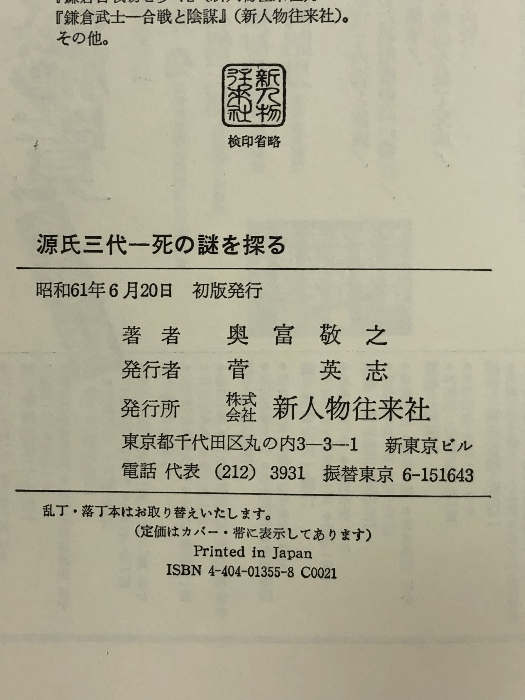 『鎌倉武士―合戦と陰謀』(新人物往来社)。
その他。
新人物
往来社
検印省略
源氏三代―死の謎を探る
昭和61年6月20日 初版発行
著者 奥富敬之
発行者 菅英志
発行所 株式会社 新人物往来社
東京都千代田区丸の内3―3―1 新東京ビル
電話 代表 (212) 3931 振替東京 6-151643
乱丁・落丁本はお取り替えいたします。
(定価はカバー・帯に表示してあります)
Printed in Japan
ISBN 4-404-01355-8 C0021